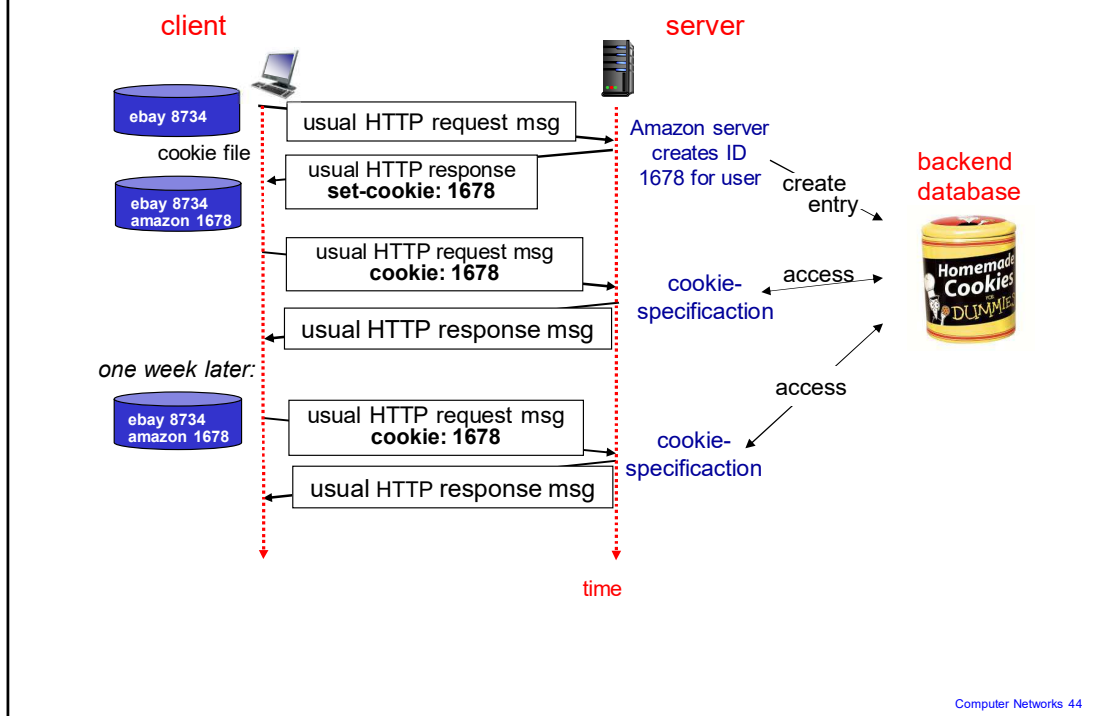 client
server
ebay 8734
usual HTTP request msg
Amazon server
creates ID
1678 for user
cookie file
usual HTTP response
set-cookie: 1678
create
entry
backend
database
ebay 8734
amazon 1678
usual HTTP request msg
cookie: 1678
cookie-
specificaction
access
Homemade
Cookies
FOR
DUMMIES
usual HTTP response msg
one week later:
access
ebay 8734
amazon 1678
usual HTTP request msg
cookie: 1678
cookie-
specificaction
usual HTTP response msg
time
Computer Networks 44